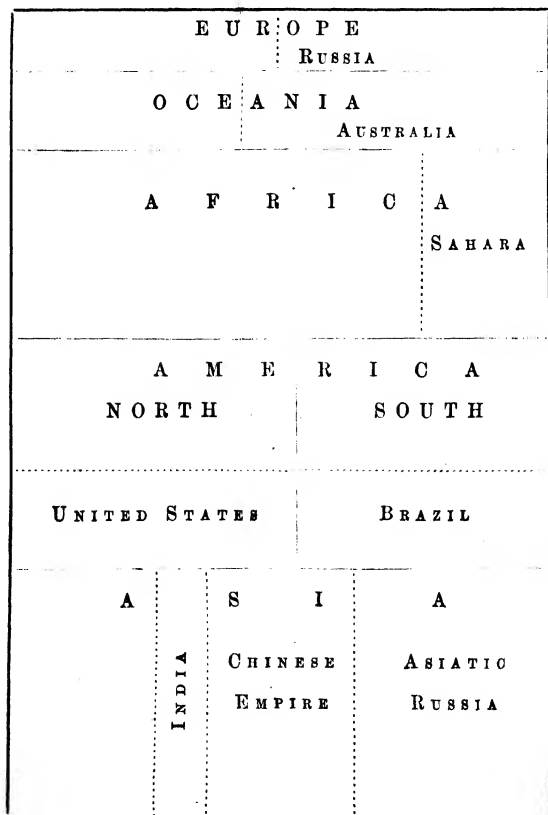 EUROPE
RUSSIA
OCEANIA
AUSTRALIA
AFRICA
SAHARA
AMERICA
NORTH SOUTH
UNITED STATES BRAZIL
ASIA
INDIA
CHINESE EMPIRE
ASIATIC RUSSIA